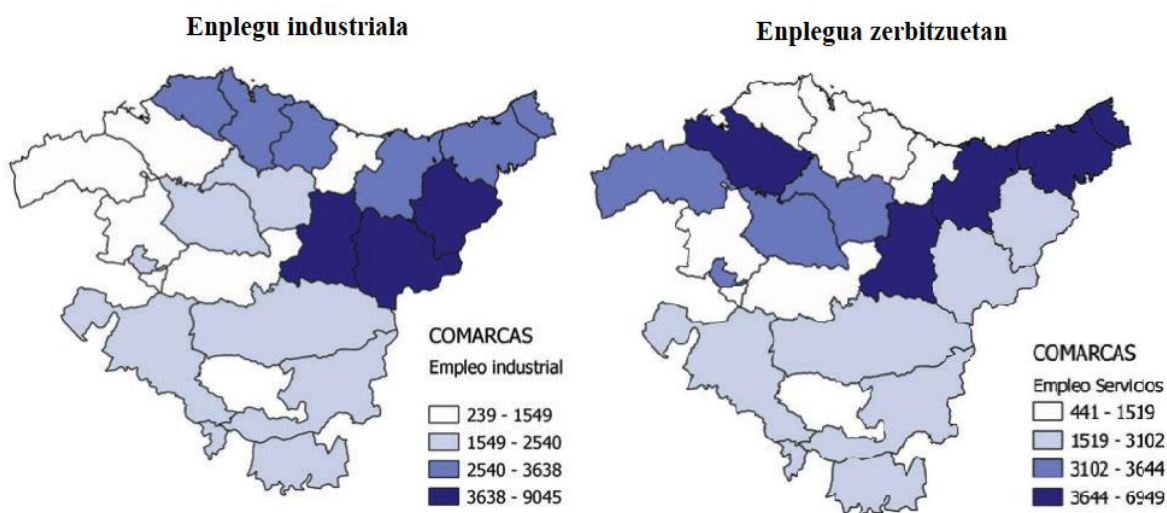 Enplegu industriala
COMARCAS
Empleo industrial
239 - 1549
1549 - 2540
2540 - 3638
3638 - 9045
Enplegua zerbitzuetan
COMARCAS
Empleo Servicios
441 - 1519
1519 - 3102
3102 - 3644
3644 - 6949